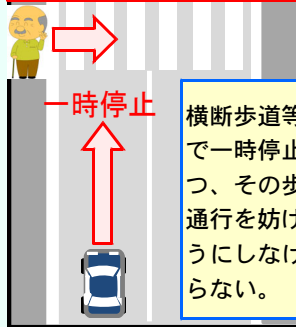 一時停止
横断歩道等
で一時停止
つ、その歩
通行を妨げ
うにしなけ
らない。